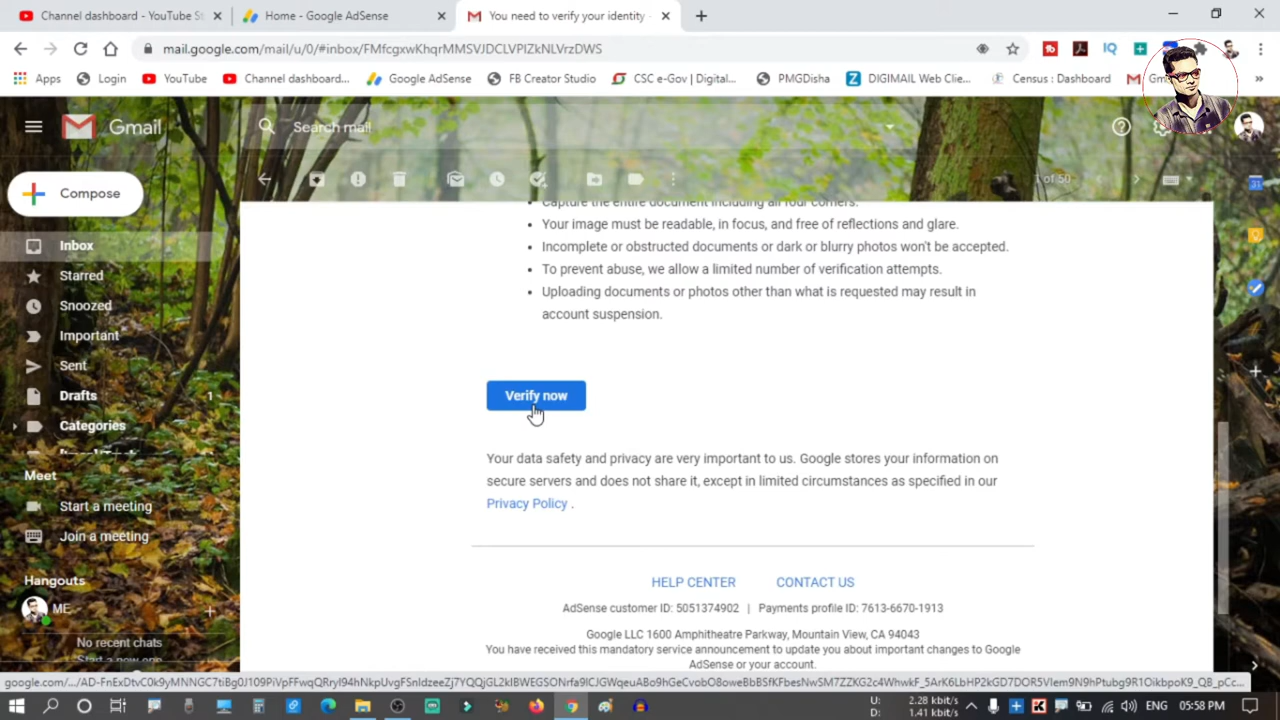 Channel dashboard - YouTube St
Home - Google AdSense
You need to verify your identity -
mail.google.com/mail/u/0/#inbox/FMfcgxwKhqrMMSVJDCLVPIZkNLVrzDWS
Apps
Login
YouTube
Channel dashboard...
Google AdSense
FB Creator Studio
CSC e-Gov | Digital...
PMGDisha
DIGIMAIL Web Clie...
Census : Dashboard
Gmail
Search mail
Compose
1 of 50
Inbox
Starred
Snoozed
Important
Sent
Drafts 1
Categories
Meet
Start a meeting
Join a meeting
Hangouts
ME
No recent chats
Start a new one
Capture the entire document including all four corners.
Your image must be readable, in focus, and free of reflections and glare.
Incomplete or obstructed documents or dark or blurry photos won't be accepted.
To prevent abuse, we allow a limited number of verification attempts.
Uploading documents or photos other than what is requested may result in
account suspension.
Verify now
Your data safety and privacy are very important to us. Google stores your information on
secure servers and does not share it, except in limited circumstances as specified in our
Privacy Policy .
HELP CENTER CONTACT US
AdSense customer ID: 5051374902 | Payments profile ID: 7613-6670-1913
Google LLC 1600 Amphitheatre Parkway, Mountain View, CA 94043
You have received this mandatory service announcement to update you about important changes to Google
AdSense or your account.
U: 2.28 kB/s
D: 1.41 kB/s
ENG
05:58 PM